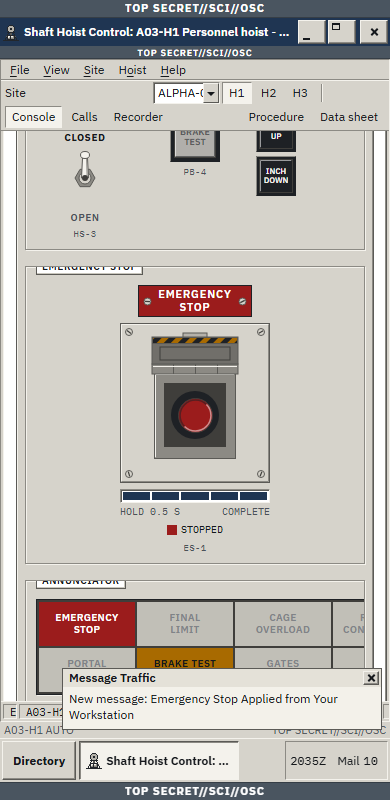 TOP SECRET//SCI//OSC
Shaft Hoist Control: A03-H1 Personnel hoist - ...
TOP SECRET//SCI//OSC
File View Site Hoist Help
Site H1 H2 H3
Console Calls Recorder Procedure Data sheet
CLOSED
OPEN
HS-3
BRAKE
TEST
PB-4
UP
INCH
DOWN
EMERGENCY STOP
EMERGENCY
STOP
HOLD 0.5 S COMPLETE
STOPPED
ES-1
ANNUNCIATOR
EMERGENCY
STOP
FINAL
LIMIT
CAGE
OVERLOAD
PORTAL
BRAKE TEST
GATES
Message Traffic
New message: Emergency Stop Applied from Your
Workstation
E A03-H1
A03-H1 AUTO TOP SECRET//SCI//OSC
Directory Shaft Hoist Control: ... 2035Z Mail 10
TOP SECRET//SCI//OSC